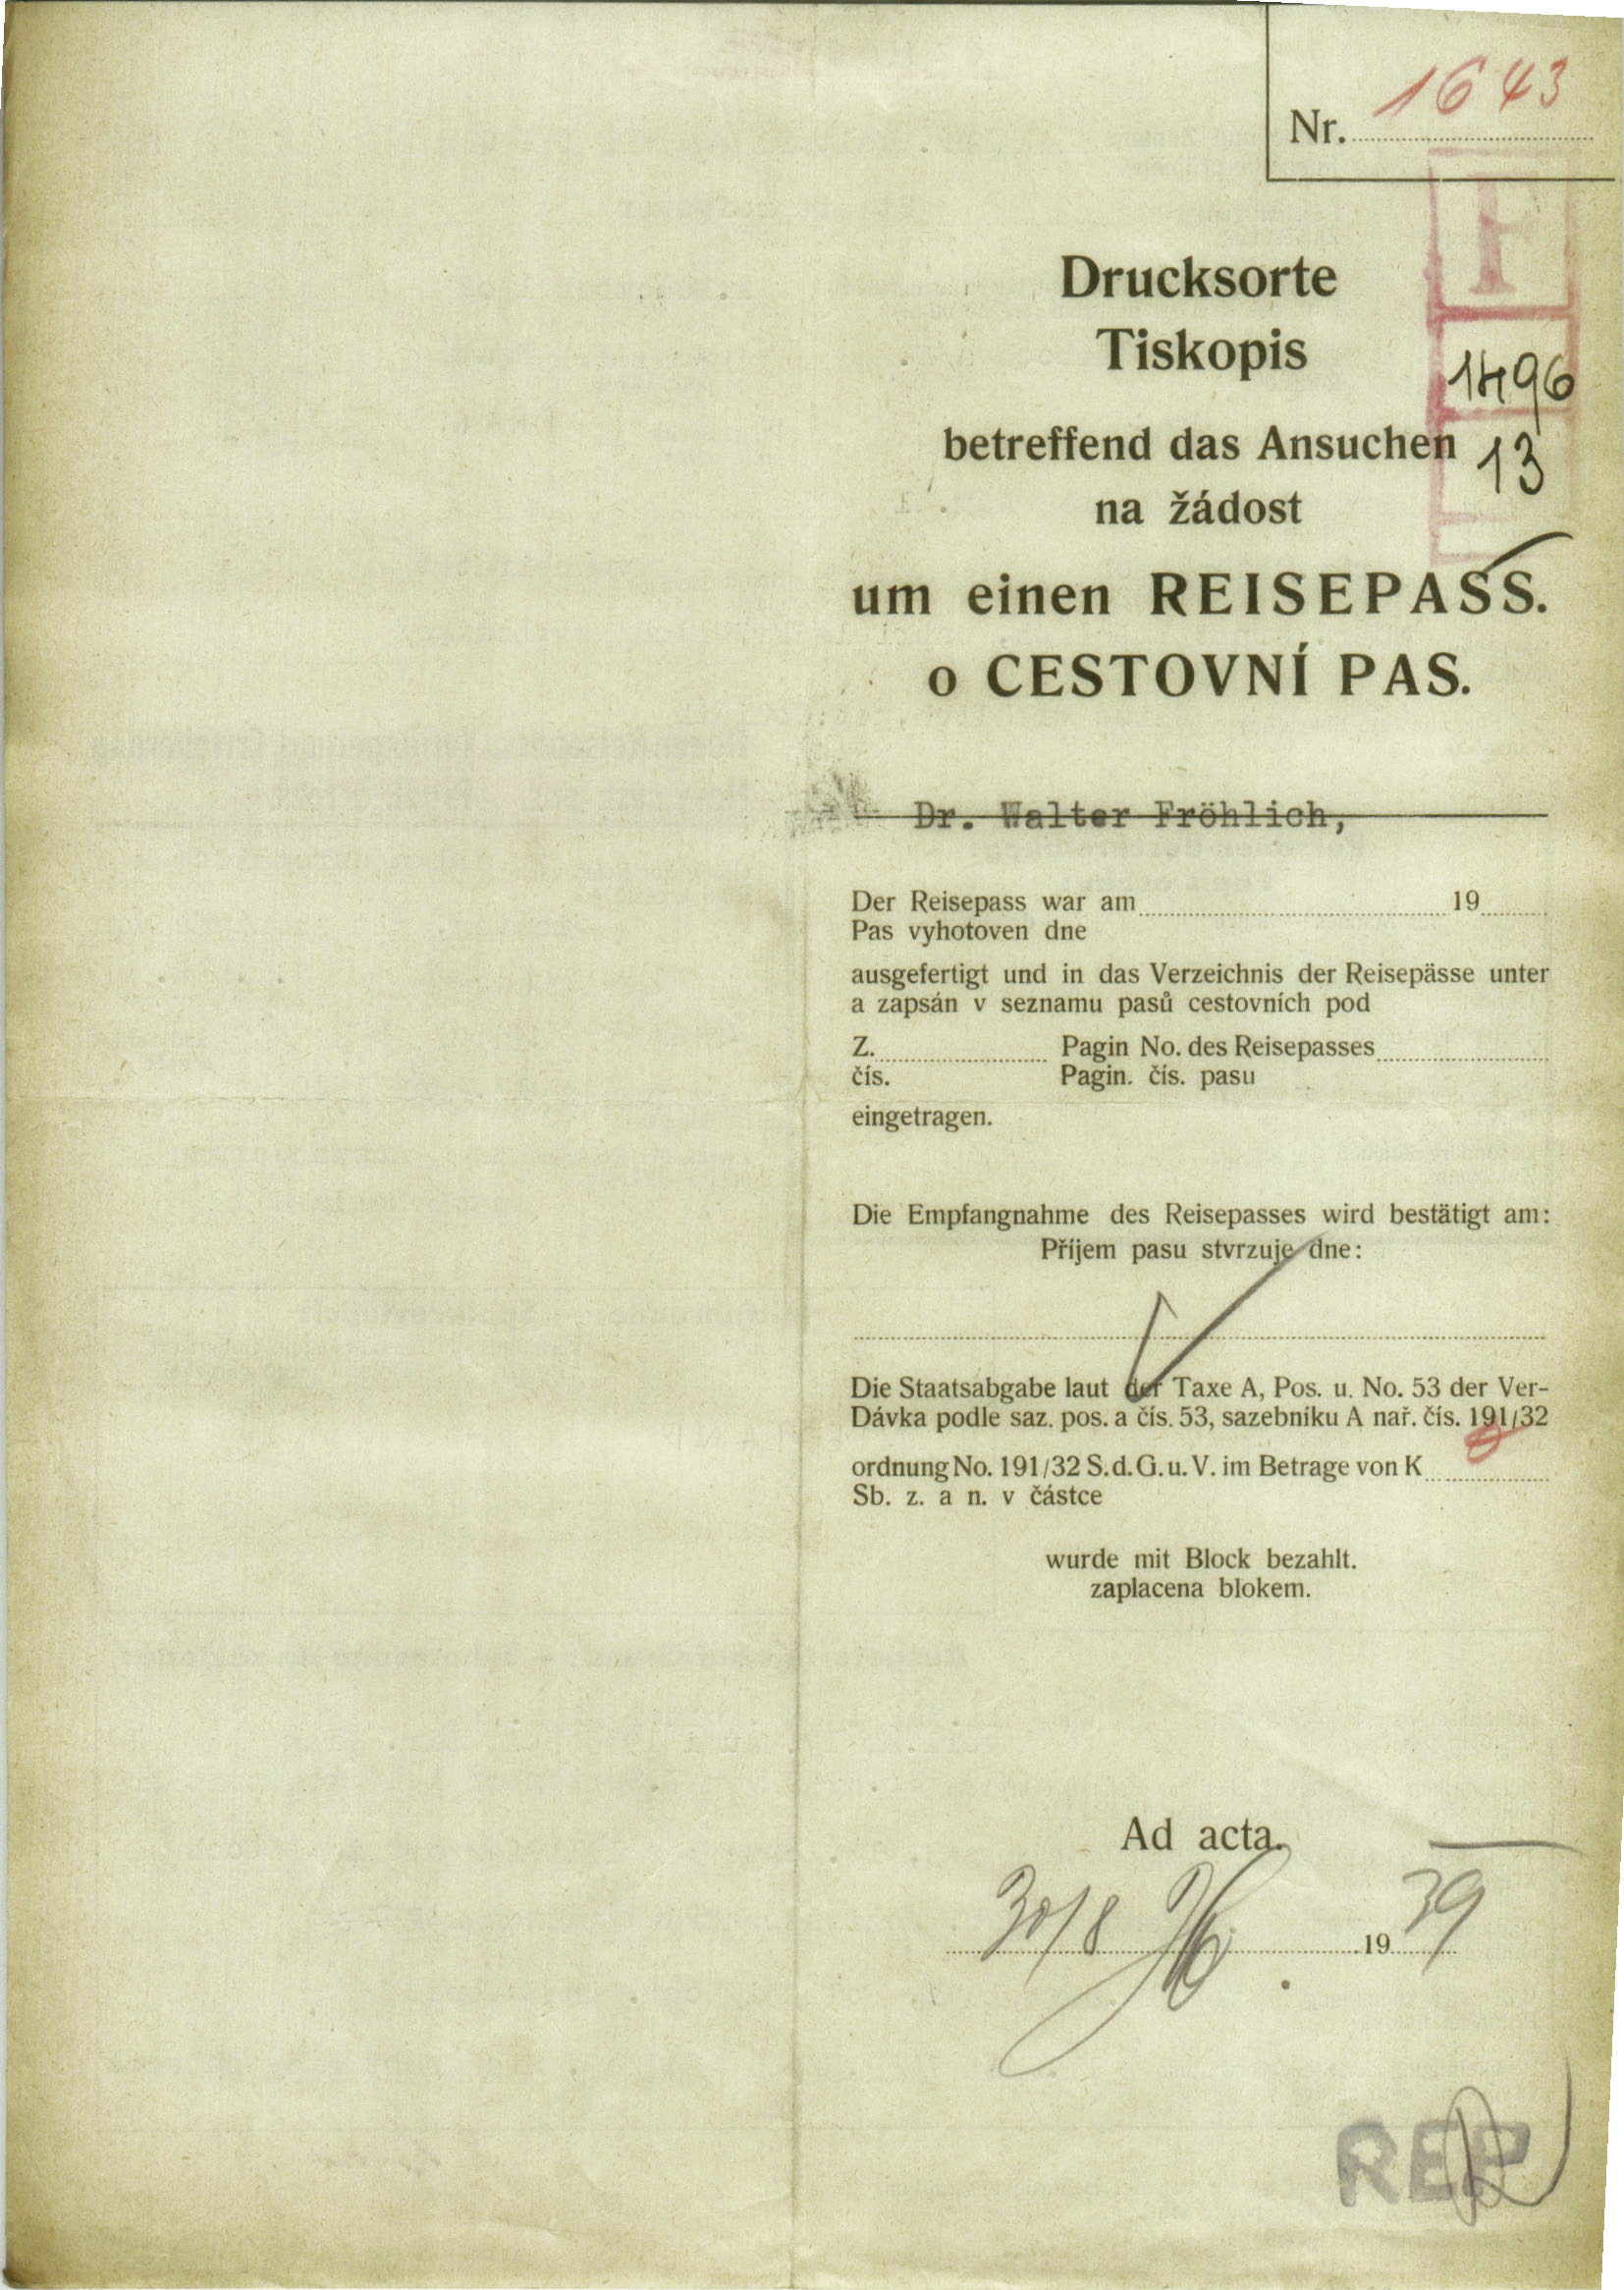 Nr. 1643
F
Drucksorte
Tiskopis
1496
betreffend das Ansuchen
13
na žádost
um einen REISEPASS.
o CESTOVNÍ PAS.
Dr. Walter Fröhlich,
Der Reisepass war am 19
Pas vyhotoven dne
ausgefertigt und in das Verzeichnis der Reisepässe unter
a zapsán v seznamu pasů cestovních pod
Z. Pagin No. des Reisepasses
čís. Pagin. čís. pasu
eingetragen.
Die Empfangnahme des Reisepasses wird bestätigt am:
Příjem pasu stvrzuje dne:
Die Staatsabgabe laut der Taxe A, Pos. u. No. 53 der Ver-
Dávka podle saz. pos. a čís. 53, sazebníku A nař. čís. 191/32
ordnung No. 191/32 S. d. G. u. V. im Betrage von K
Sb. z. a n. v částce
wurde mit Block bezahlt.
zaplacena blokem.
Ad acta.
30/8 1939
REP